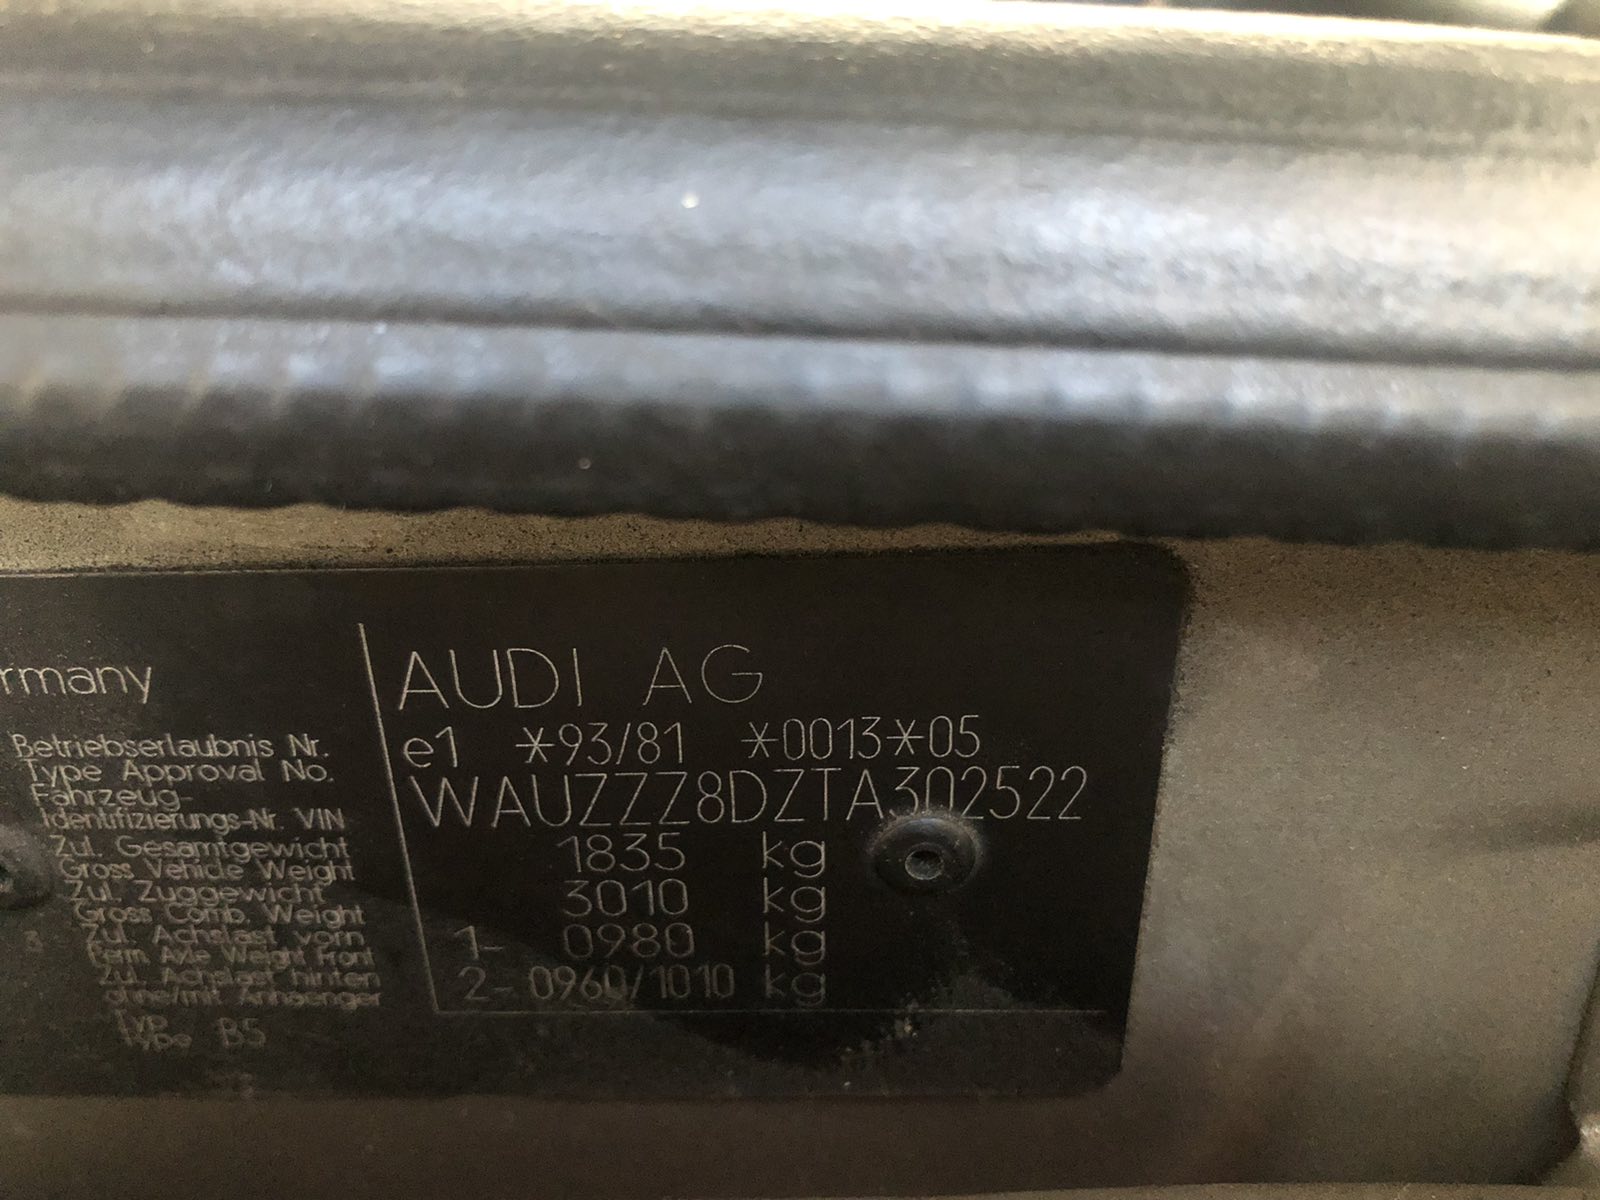 rmany
AUDI AG
Betriebserlaubnis Nr.
Type Approval No.
e1 *93/81 *0013*05
Fahrzeug-
Identifizierungs-Nr. VIN
WAUZZZ8DZTA302522
Zul. Gesamtgewicht
Gross Vehicle Weight
1835 kg
Zul. Zuggewicht
Gross Comb. Weight
3010 kg
Zul. Achslast vorn
Perm Axle Weight Front
1- 0980 kg
Zul. Achslast hinten
ohne/mit Anhaenger
2- 0960/1010 kg
Typ
Type B5